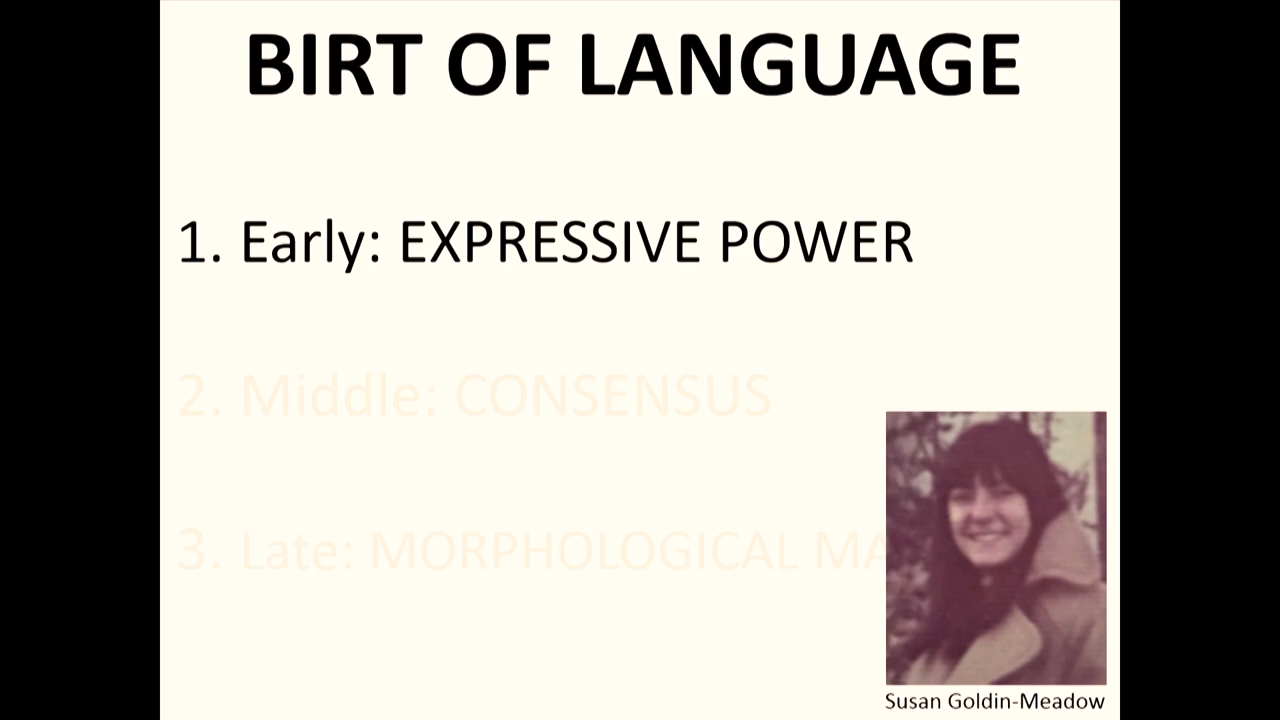 BIRT OF LANGUAGE
1. Early: EXPRESSIVE POWER
2. Middle: CONSENSUS
3. Late: MORPHOLOGICAL
Susan Goldin-Meadow